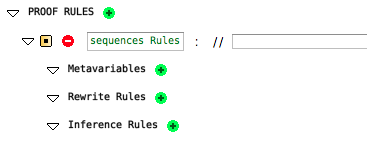 PROOF RULES
sequences Rules : //
Metavariables
Rewrite Rules
Inference Rules